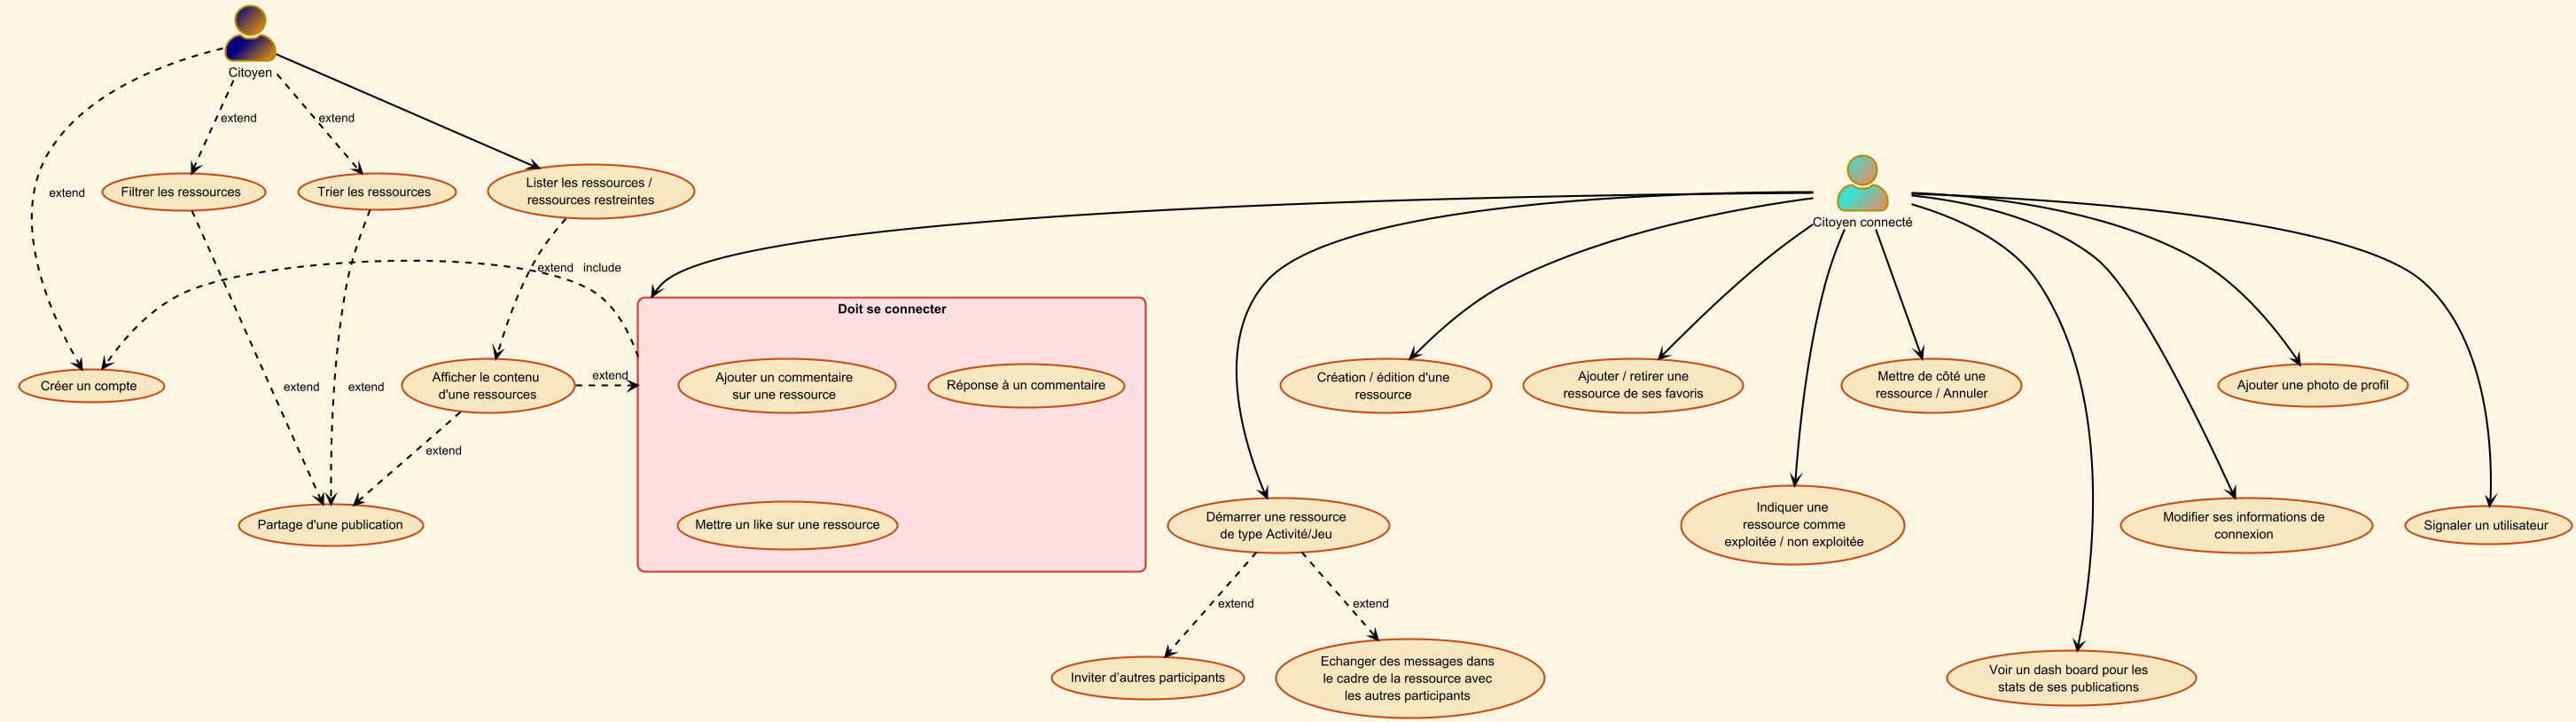 Citoyen
extend
extend
Filtrer les ressources
Trier les ressources
Lister les ressources /
ressources restreintes
extend
Citoyen connecté
extend
include
Doit se connecter
Créer un compte
Afficher le contenu
d'une ressources
extend
extend
extend
Ajouter un commentaire
sur une ressource
Réponse à un commentaire
Création / édition d'une
ressource
Ajouter / retirer une
ressource de ses favoris
Mettre de côté une
ressource / Annuler
Ajouter une photo de profil
extend
Partage d'une publication
Mettre un like sur une ressource
Démarrer une ressource
de type Activité/Jeu
Indiquer une
ressource comme
exploitée / non exploitée
Modifier ses informations de
connexion
Signaler un utilisateur
extend
extend
Inviter d'autres participants
Echanger des messages dans
le cadre de la ressource avec
les autres participants
Voir un dash board pour les
stats de ses publications